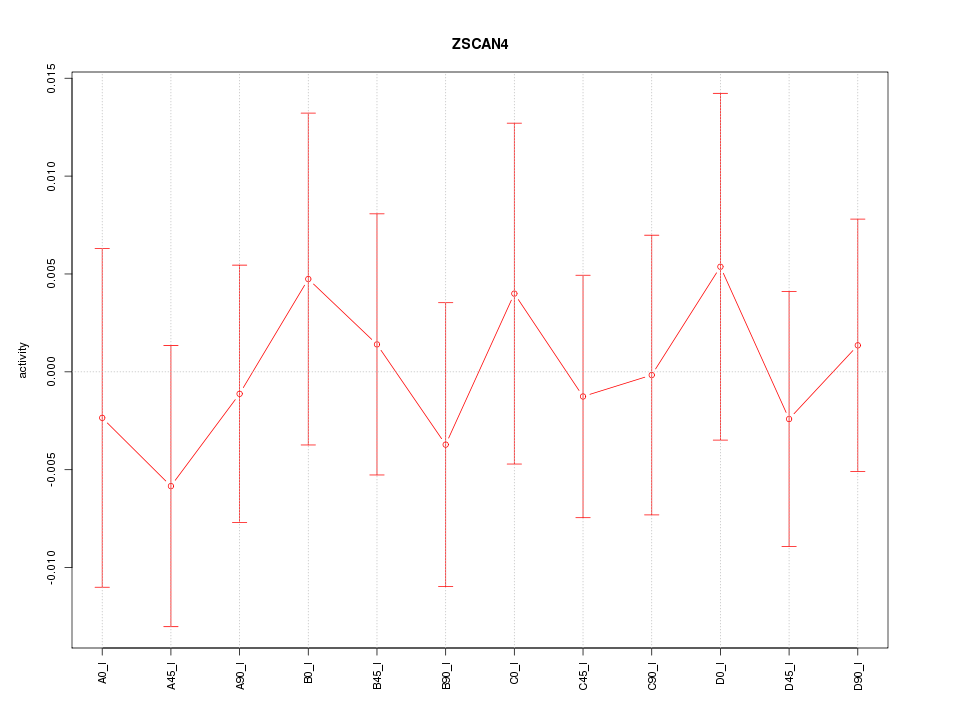 ZSCAN4
activity
0.015
0.010
0.005
0.000
-0.005
-0.010
A0_I
A45_I
A90_I
B0_I
B45_I
B90_I
C0_I
C45_I
C90_I
D0_I
D45_I
D90_I